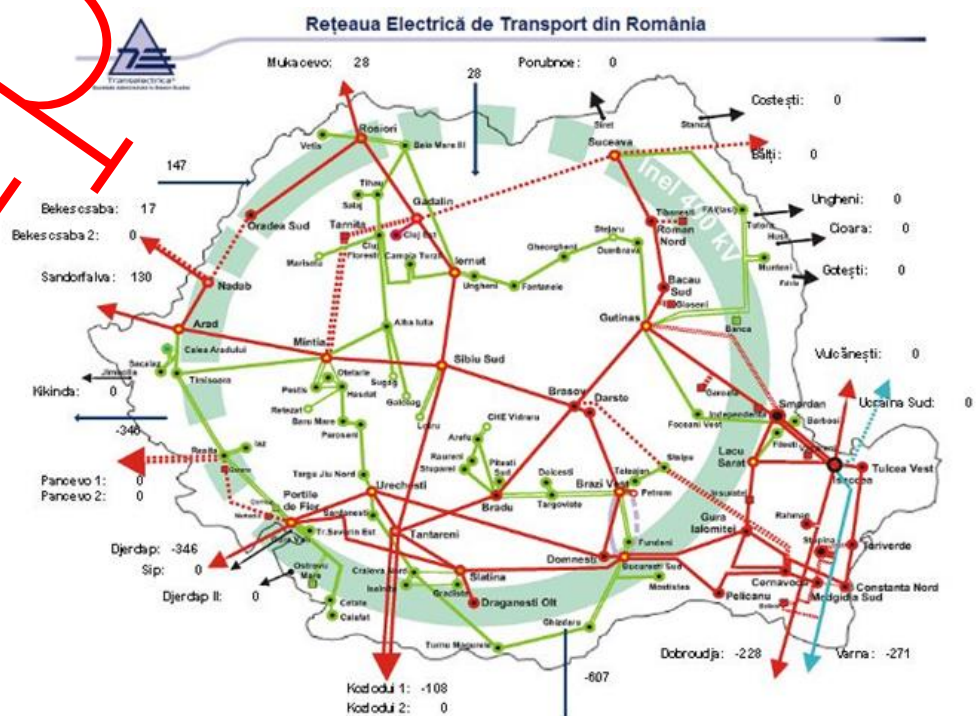 Rețeaua Electrică de Transport din România
Transelectrica
Mukacevo: 28
28
Porubnoe: 0
Costești: 0
Siret
Stanca
Rosiori
Vetis
Baia Mare III
Suceava
Bălți: 0
147
Inel 400 kV
Tihau
Salaj
Gadalin
Bekescsaba: 17
Oradea Sud
Tarnita
Cluj Est
Tibanesti
FAI(Iasi)
Ungheni 0
Roman
Nord
Tutora
Bekescsaba 2: 0
Cluj
Floresti
Stejaru
Cioara: 0
Gheorgheni
Dumbrava
Husi
Mariselu
Campia Turzii
Iernut
Munteni
Gotești: 0
Sandorfalva: 130
Ungheni
Fantanele
Bacau
Sud
Falciu
Nadab
Gioseni
Arad
Alba Iulia
Gutinas
Banca
Calea Aradului
Mintia
Sibiu Sud
Vulcănești: 0
Secalaz
Jimbolia
Timisoara
Otelarie
Pestis
Hasdat
Sugag
Galceag
Brasov
Darste
Kikinda: 0
Retezat
Baru Mare
Lotru
CHE Vidraru
Smardan
Independenta
Ucraina Sud: 0
-346
Paroseni
Arefu
Focsani Vest
Barbosi
Filesti
Resita
Iaz
Raureni
Stuparei
Pitesti
Sud
Lacu
Sarat
Isaccea
Tulcea Vest
Targu Jiu Nord
Urechesti
Doicesti
Teleajen
Stalpu
Pancevo 1: 0
Pancevo 2: 0
Portile
de Fier
Bradu
Targoviste
Brazi Vest
Petrom
Gura
Ialomitei
Rahman
Djerdap: -346
Tr.Severin Est
Tantareni
Fundeni
Stupina
Tariverde
Sip: 0
Domnesti
Bucuresti Sud
Ostrovu
Mare
Craiova Nord
Slatina
Mostistea
Cernavoda
Constanta Nord
Djerdap II: 0
Isalnita
Gradiste
Draganesti Olt
Pelicanu
Medgidia Sud
Cetate
Calafat
Ghizdaru
Turnu Magurele
Dobroudja: -228
Varna: -271
-607
Kozlodui 1: -108
Kozlodui 2: 0